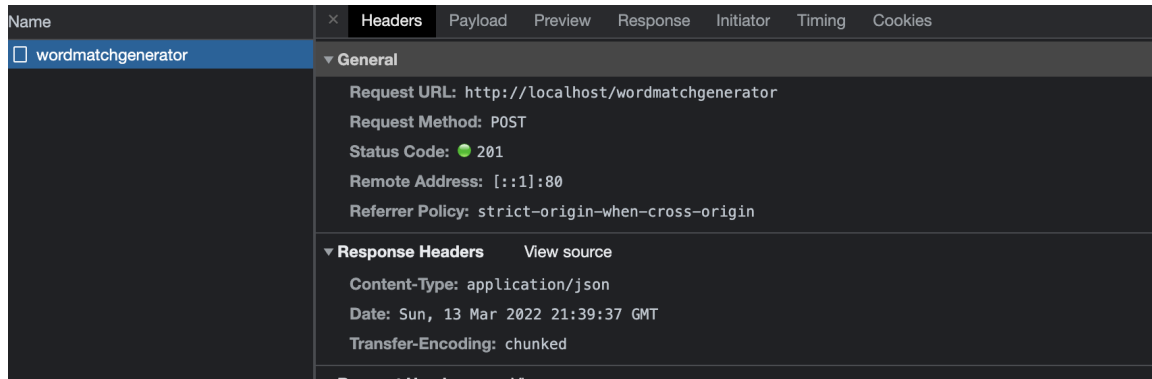 Name
× Headers Payload Preview Response Initiator Timing Cookies
wordmatchgenerator
General
Request URL: http://localhost/wordmatchgenerator
Request Method: POST
Status Code: 201
Remote Address: [::1]:80
Referrer Policy: strict-origin-when-cross-origin
Response Headers View source
Content-Type: application/json
Date: Sun, 13 Mar 2022 21:39:37 GMT
Transfer-Encoding: chunked